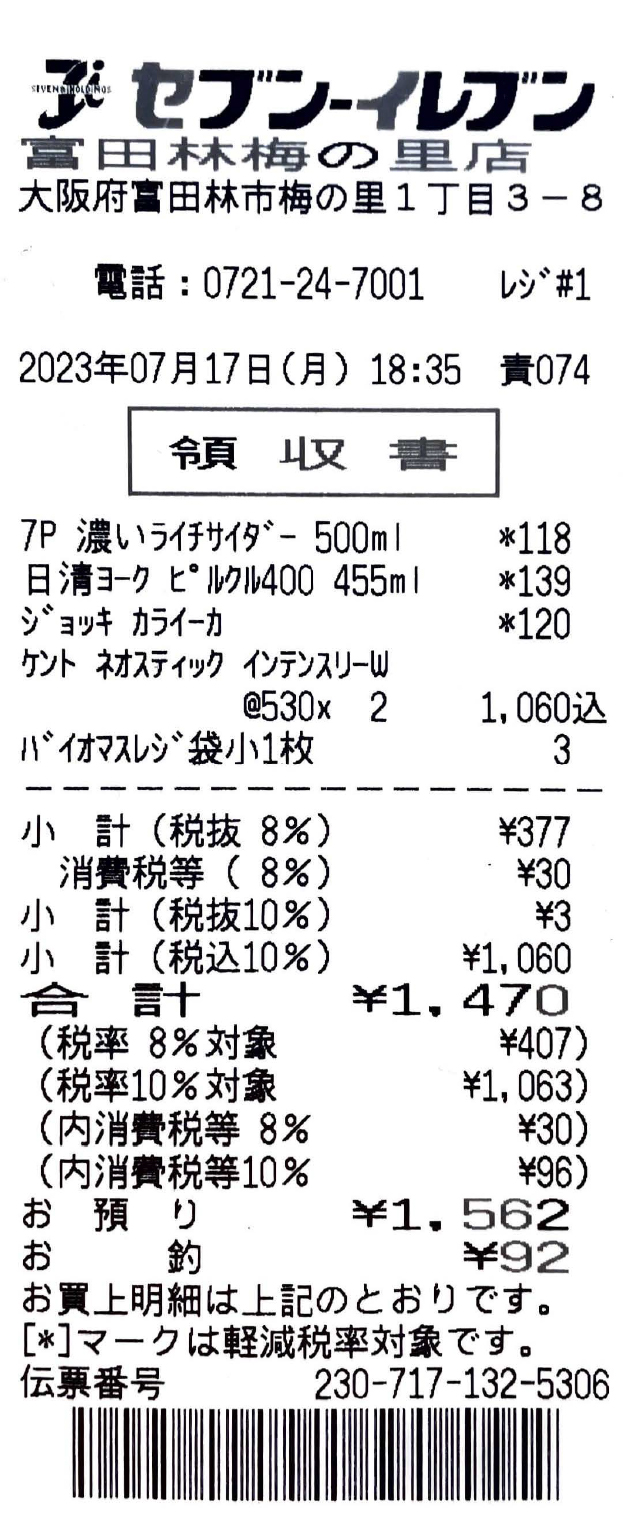 SEVEN&iHOLDINGS セブン-イレブン
富田林梅の里店
大阪府富田林市梅の里1丁目3-8
電話:0721-24-7001 レジ#1
2023年07月17日(月) 18:35 責074
領収書
7P 濃いライチサイダー 500ml *118
日清ヨーク ピルクル400 455ml *139
ジョッキ カライーカ *120
ケント ネオスティック インテンスリーW
@530x 2 1,060込
バイオマスレジ袋小1枚 3
小 計(税抜 8%) ¥377
消費税等( 8%) ¥30
小 計(税抜10%) ¥3
小 計(税込10%) ¥1,060
合 計 ¥1,470
(税率 8%対象 ¥407)
(税率10%対象 ¥1,063)
(内消費税等 8% ¥30)
(内消費税等10% ¥96)
お 預 り ¥1,562
お 釣 ¥92
お買上明細は上記のとおりです。
[*]マークは軽減税率対象です。
伝票番号 230-717-132-5306